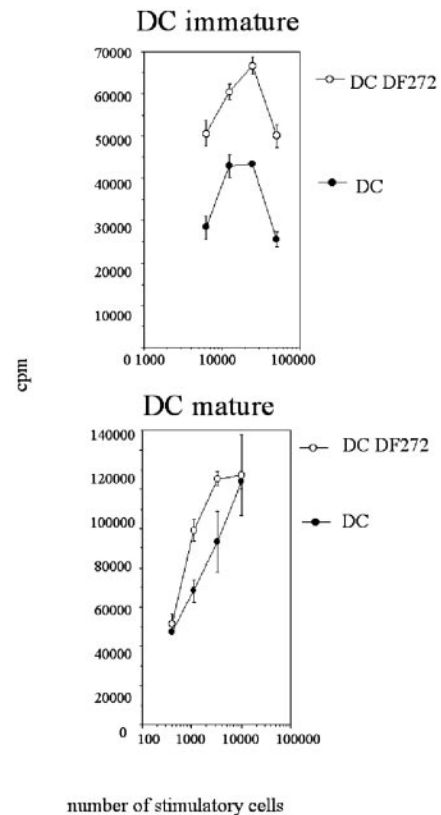 DC immature
70000
60000
50000
40000
30000
20000
10000
0 1000 10000 100000
DC DF272
DC
cpm
DC mature
140000
120000
100000
80000
60000
40000
20000
0
100 1000 10000 100000
DC DF272
DC
number of stimulatory cells